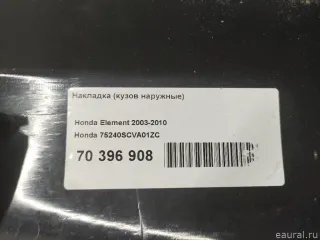 Накладка (кузов наружные)
Honda Element 2003-2010
Honda 75240SCVA01ZC
70 396 908
eaural.ru